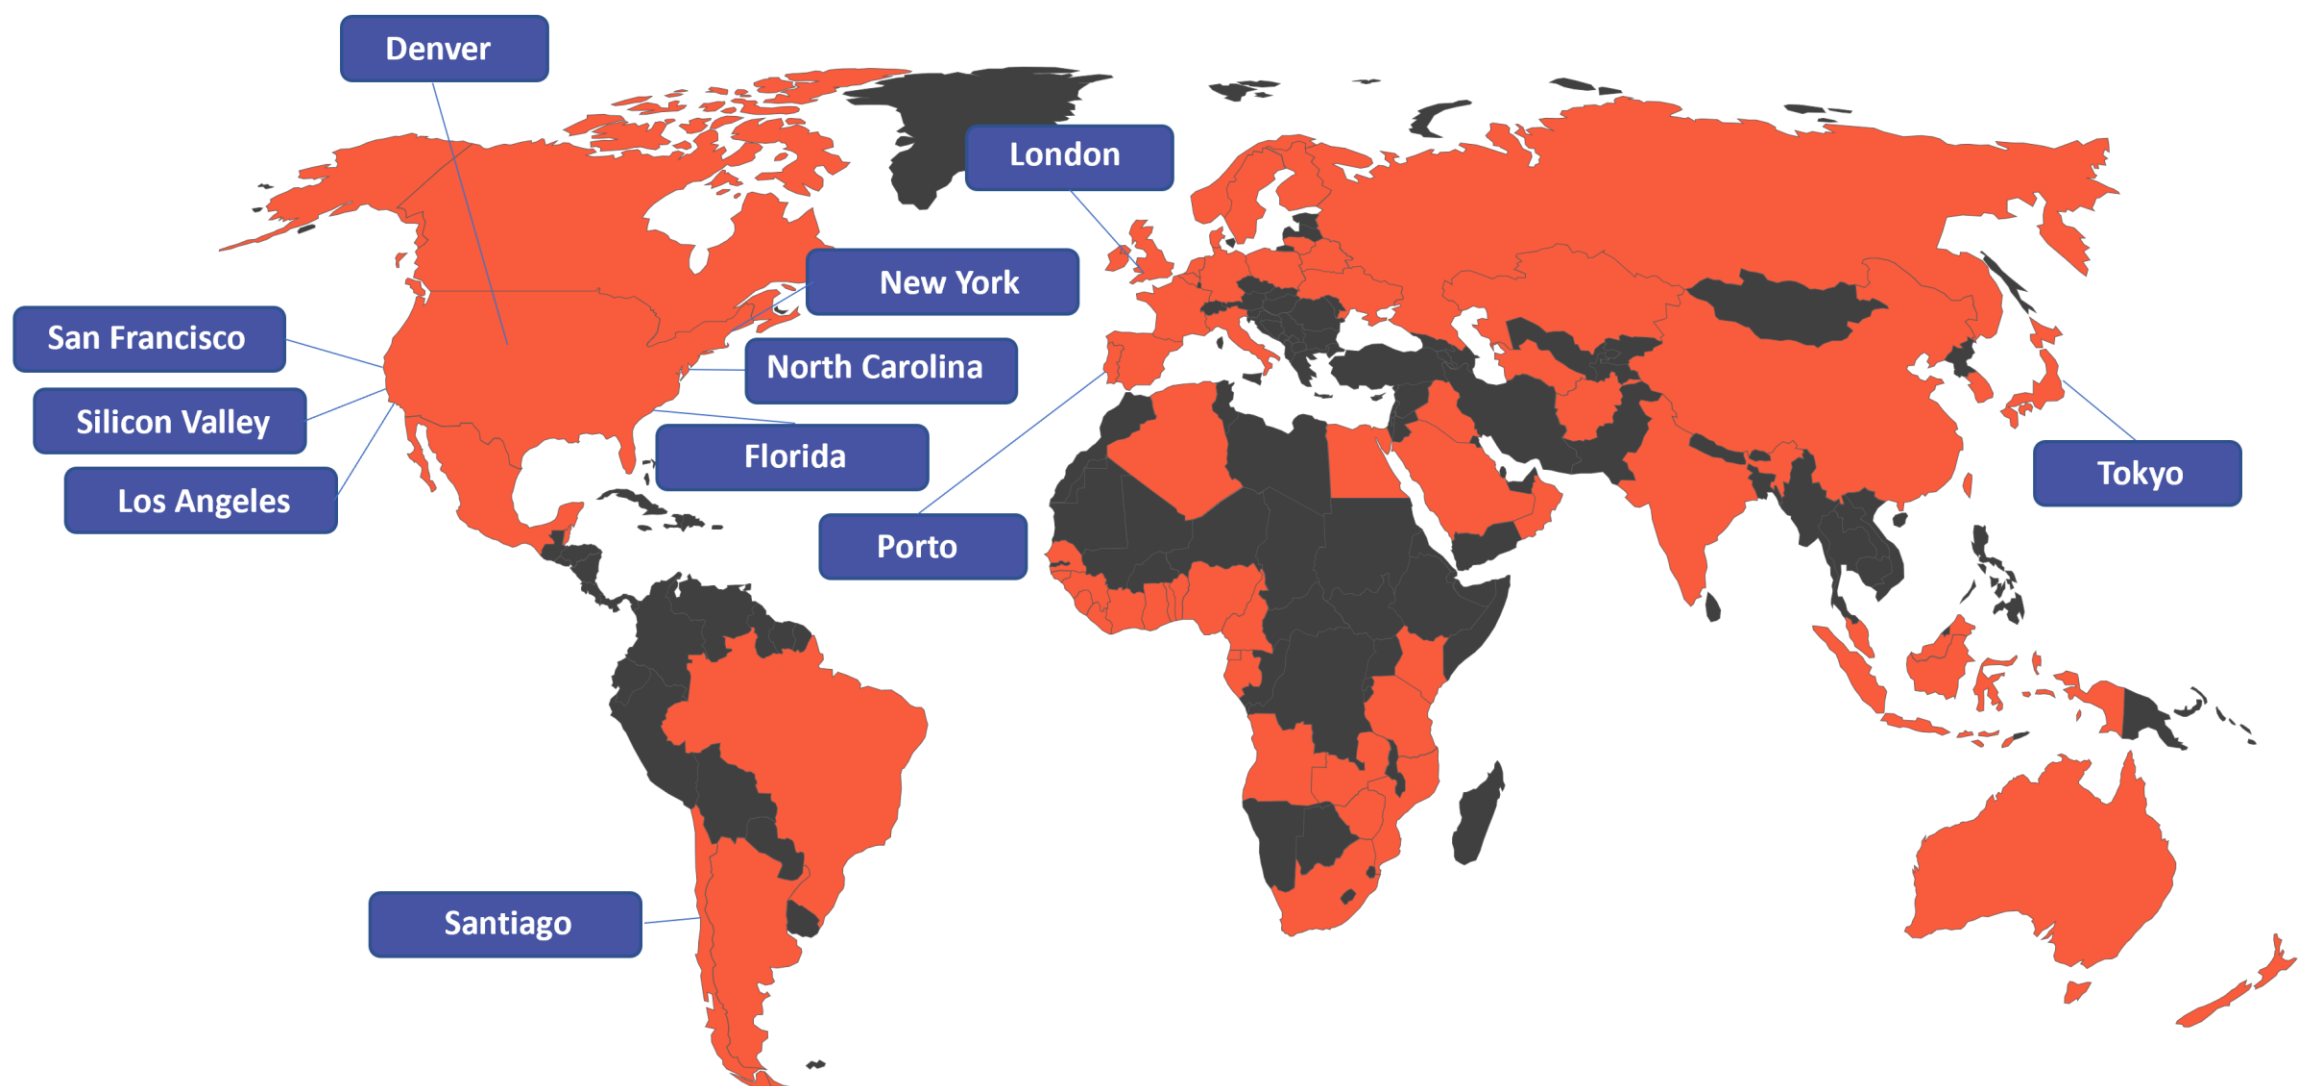 Denver
London
New York
San Francisco
North Carolina
Silicon Valley
Florida
Los Angeles
Tokyo
Porto
Santiago